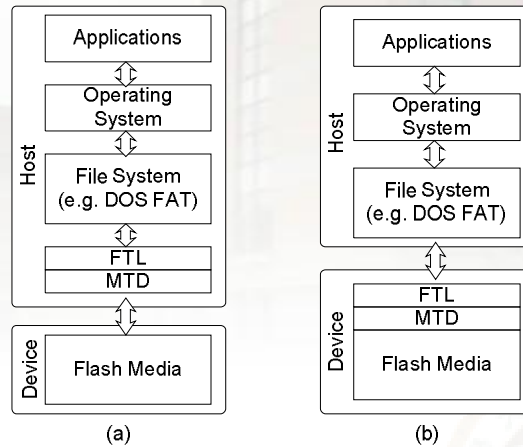 Applications
Operating
System
File System
(e.g. DOS FAT)
FTL
MTD
Host
Flash Media
Device
(a)
Applications
Operating
System
File System
(e.g. DOS FAT)
Host
FTL
MTD
Flash Media
Device
(b)